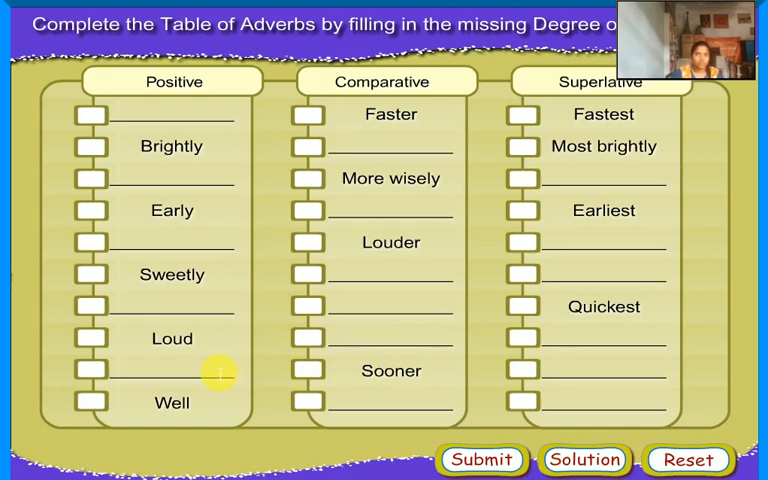 Complete the Table of Adverbs by filling in the missing Degree
Positive Comparative Superlative
Faster Fastest
Brightly Most brightly
More wisely
Early Earliest
Louder
Sweetly
Quickest
Loud
Sooner
Well
Submit Solution Reset